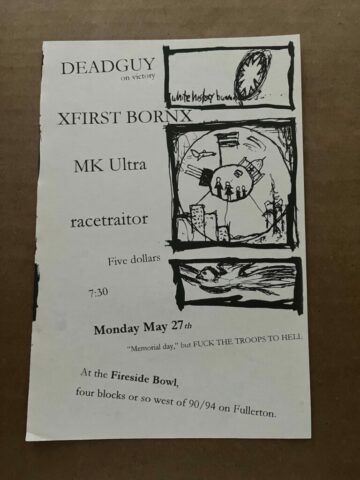 DEADGUY
on victory
white history burn
XFIRST BORNX
MK Ultra
racetraitor
Five dollars
7:30
Monday May 27th
"Memorial day," but FUCK THE TROOPS TO HELL
At the Fireside Bowl,
four blocks or so west of 90/94 on Fullerton.